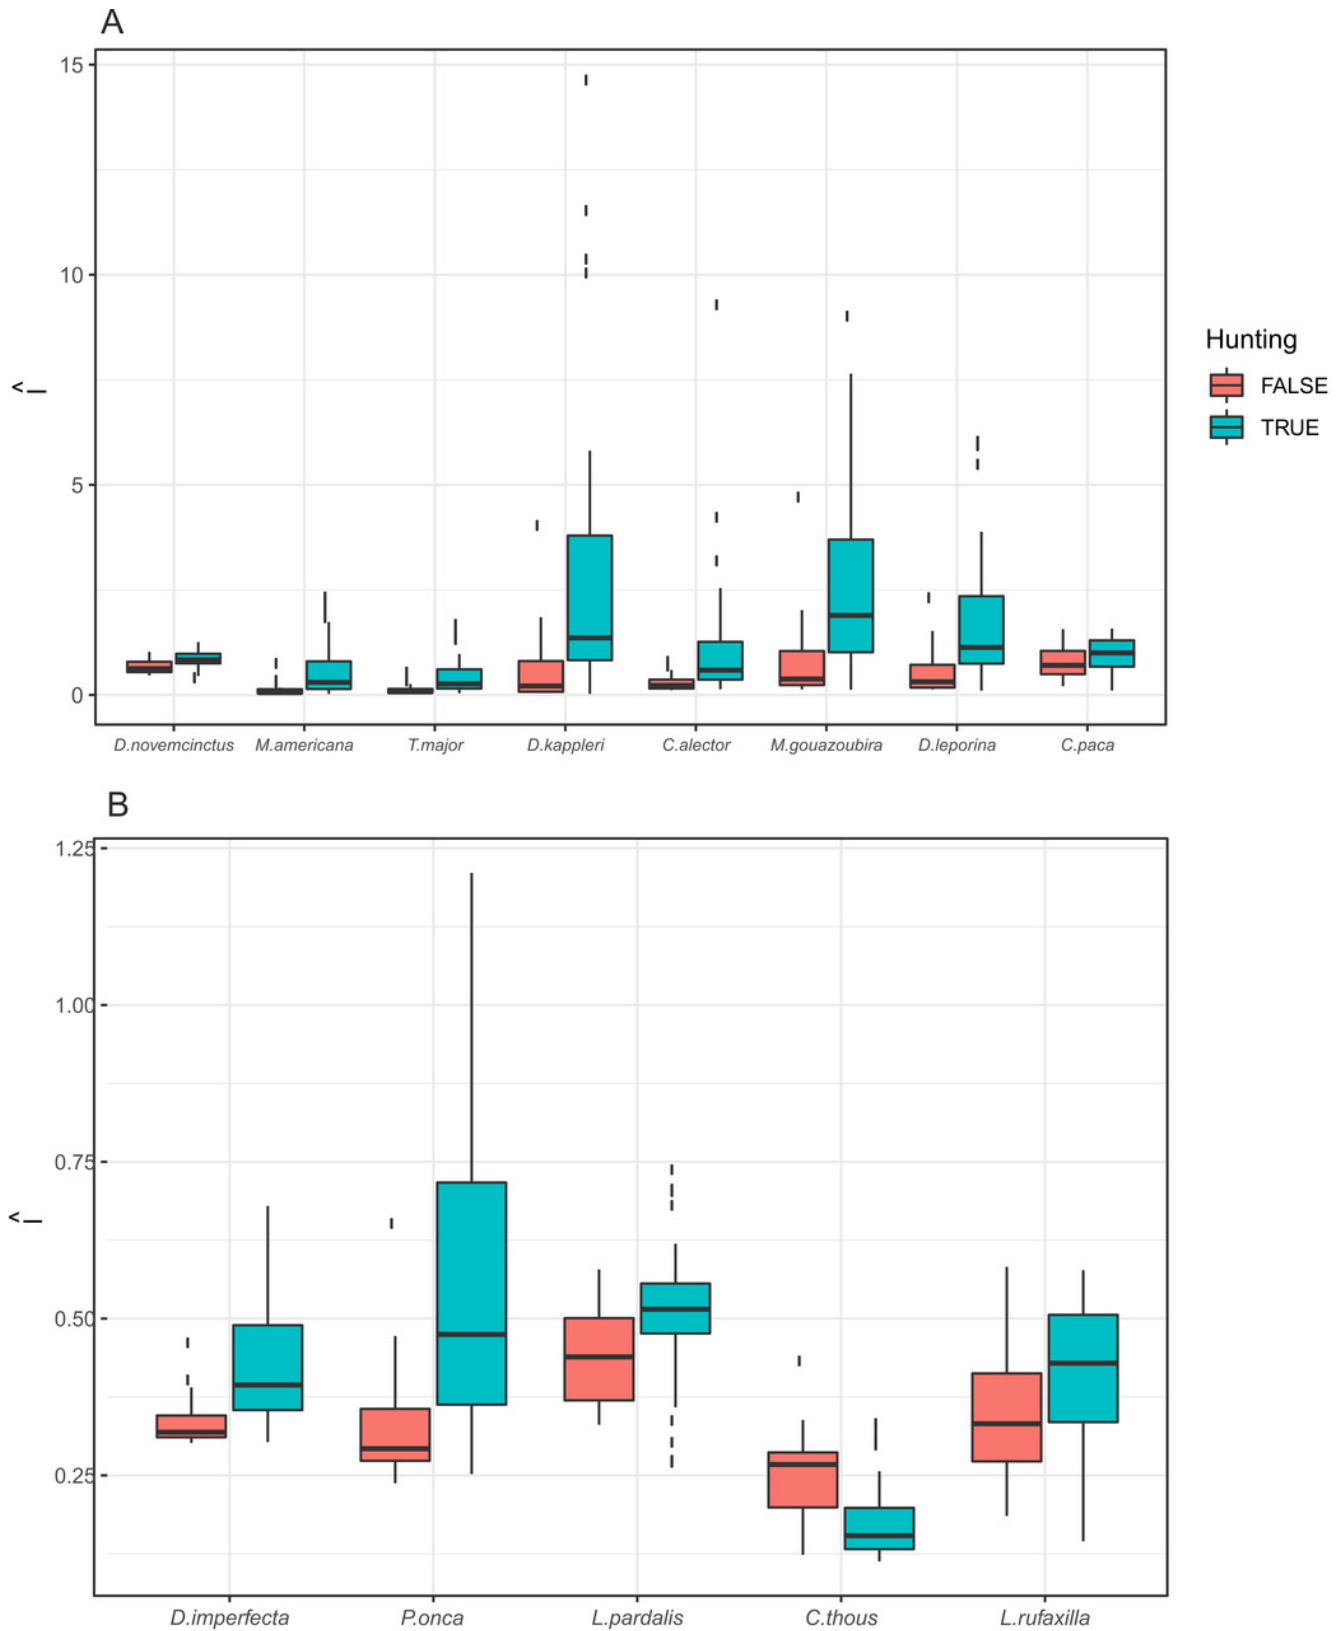 A
15
10
5
0
D.novemcinctus M.americana T.major D.kappleri C.alector M.gouazoubira D.leporina C.paca
Hunting
FALSE
TRUE
B
1.25
1.00
0.75
0.50
0.25
D.imperfecta P.onca L.pardalis C.thous L.rufaxilla